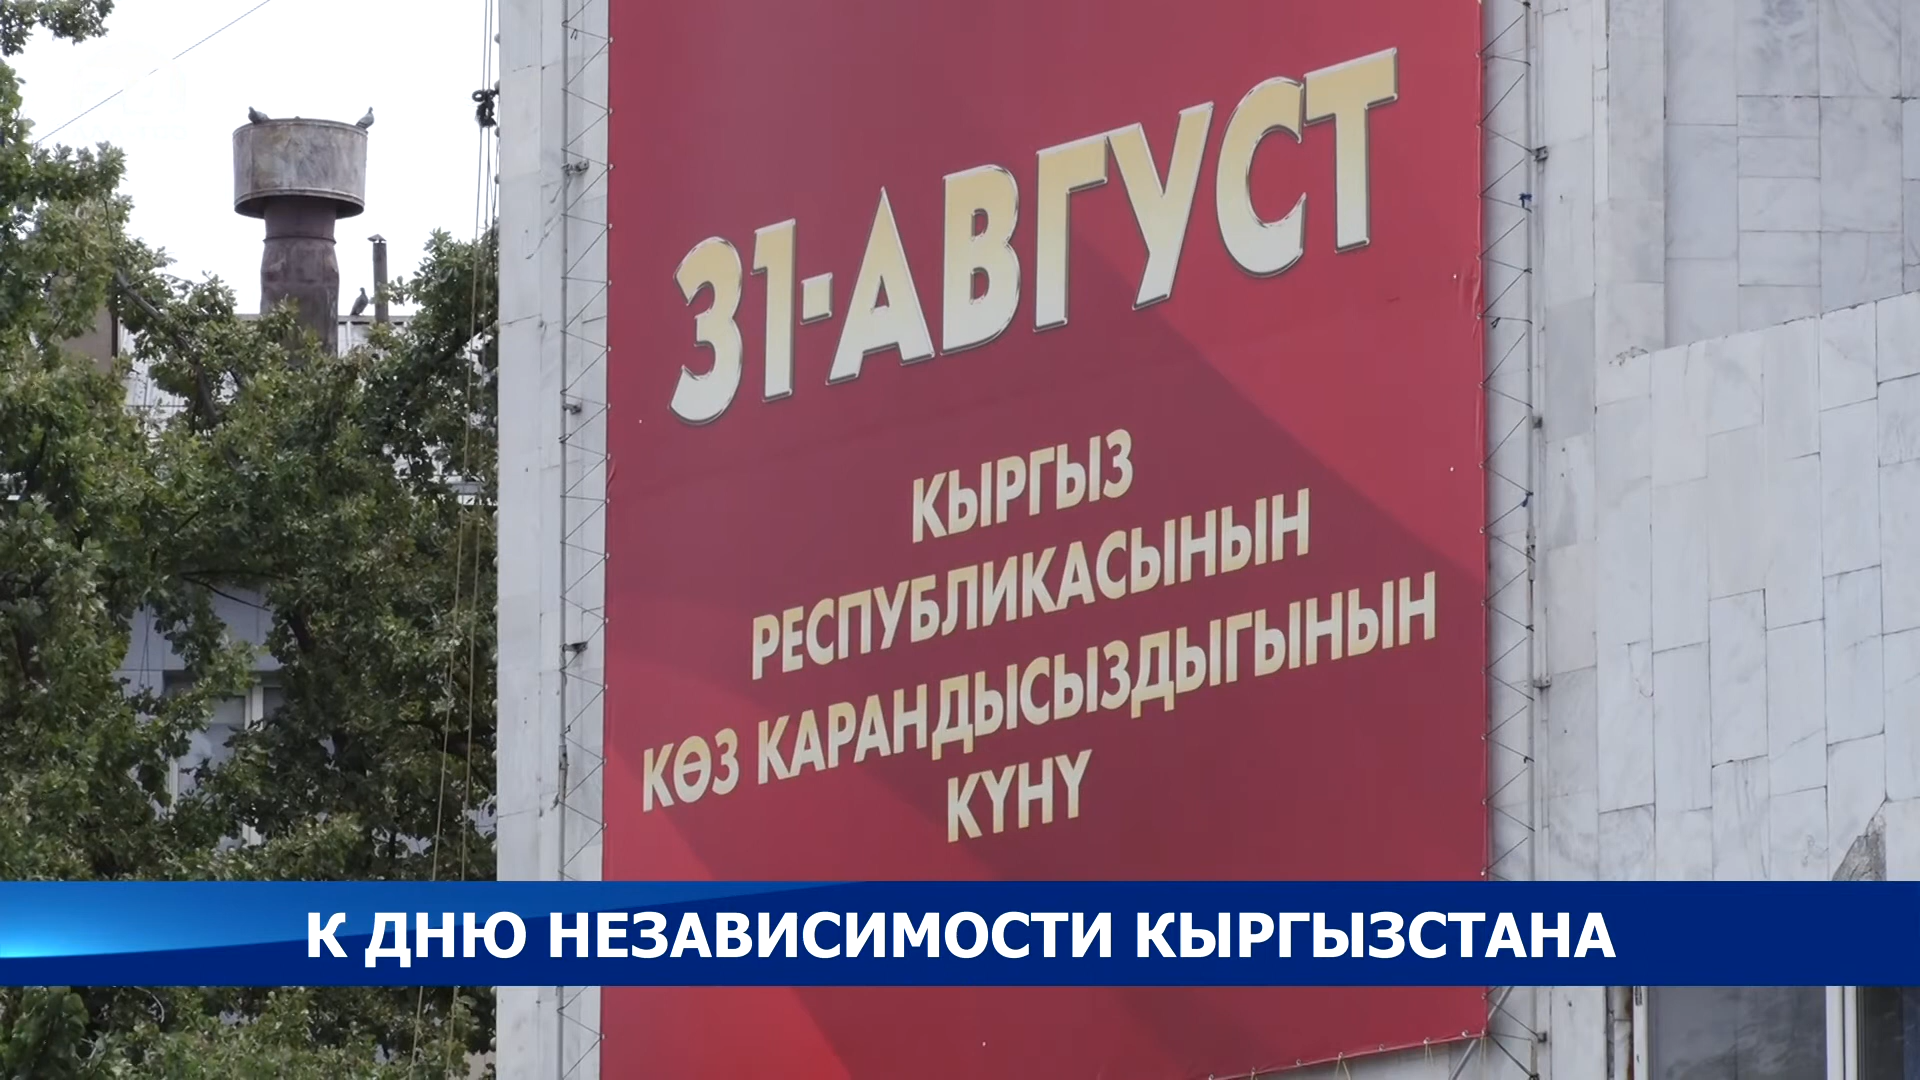 31-АВГУСТ
КЫРГЫЗ
РЕСПУБЛИКАСЫНЫН
КӨЗ КАРАНДЫСЫЗДЫГЫНЫН
КҮНҮ
К ДНЮ НЕЗАВИСИМОСТИ КЫРГЫЗСТАНА